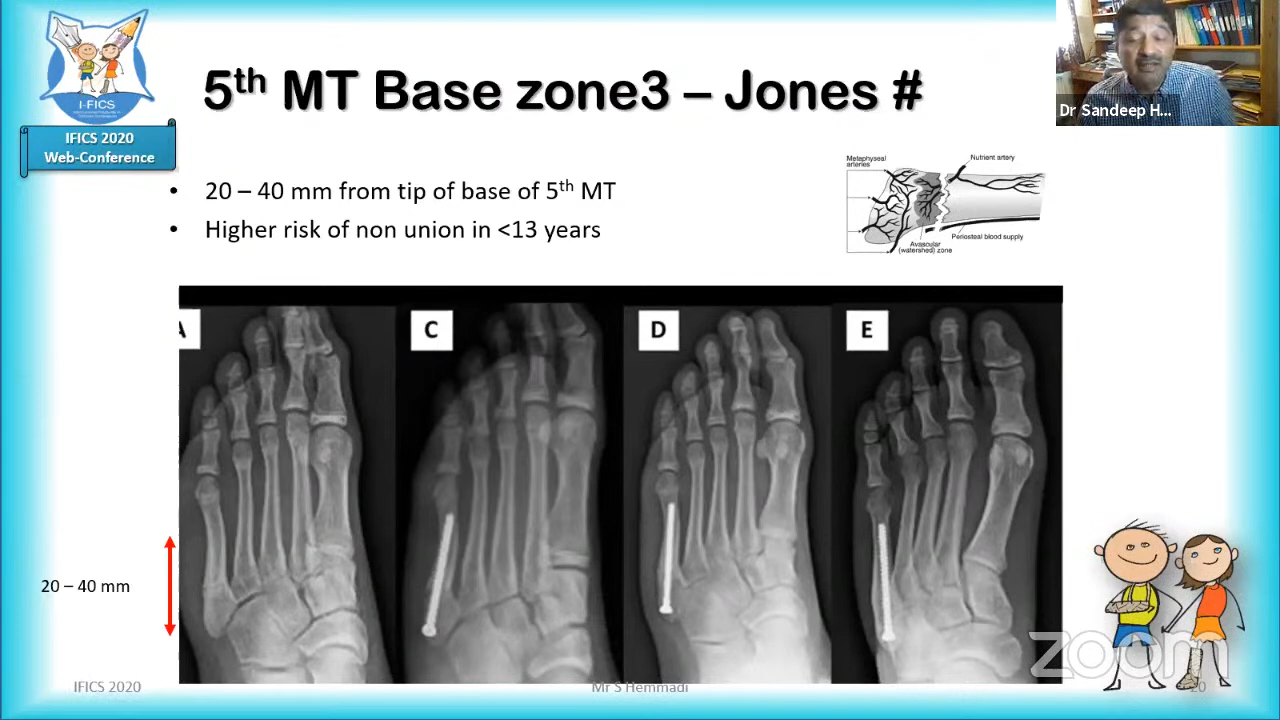 I-FICS
IFICS 2020
Web-Conference
5th MT Base zone3 – Jones #
Dr Sandeep H...
• 20 – 40 mm from tip of base of 5th MT
• Higher risk of non union in <13 years
Metaphyseal
arteries
Nutrient artery
Periosteal blood supply
Avascular
(watershed) zone
A
C
D
E
20 – 40 mm
zoom
IFICS 2020
Mr S Hemmadi
20